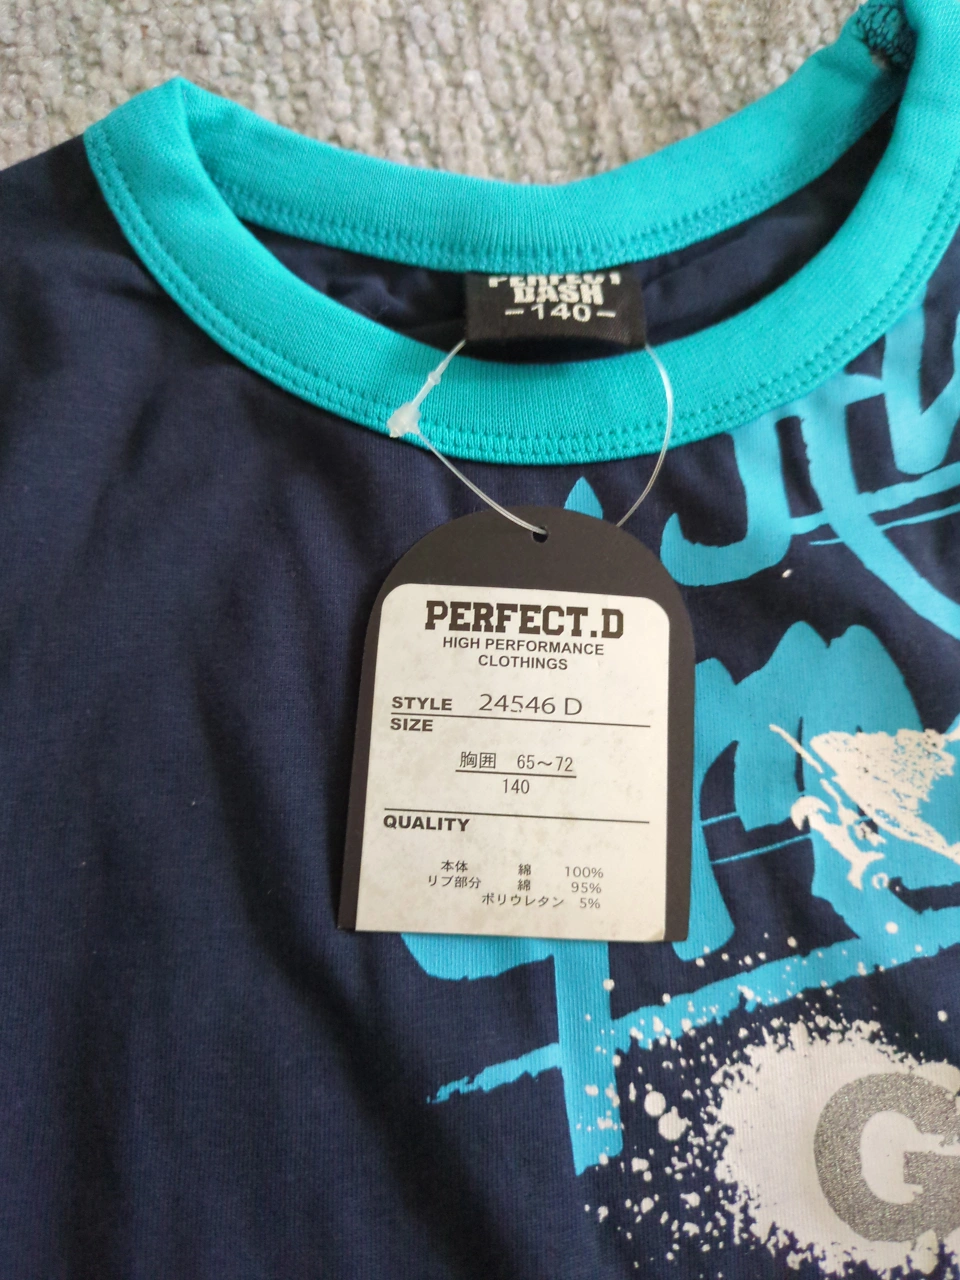 PERFECT
DASH
-140-
PERFECT.D
HIGH PERFORMANCE
CLOTHINGS
STYLE 24546 D
SIZE
胸囲 65～72
140
QUALITY
本体 綿 100%
リブ部分 綿 95%
ポリウレタン 5%
G